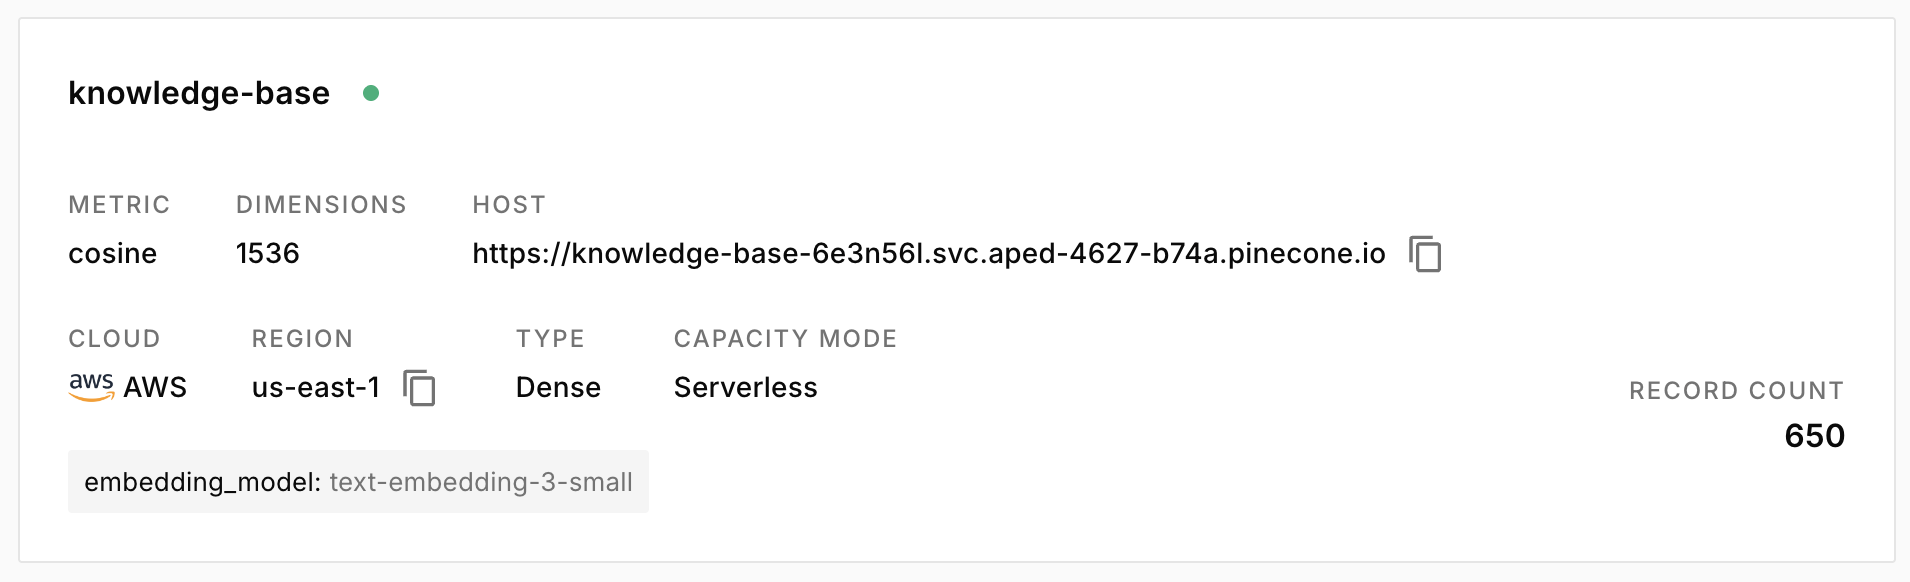 knowledge-base
METRIC DIMENSIONS HOST
cosine 1536 https://knowledge-base-6e3n56l.svc.aped-4627-b74a.pinecone.io
CLOUD REGION TYPE CAPACITY MODE
aws AWS us-east-1 Dense Serverless
RECORD COUNT
650
embedding_model: text-embedding-3-small